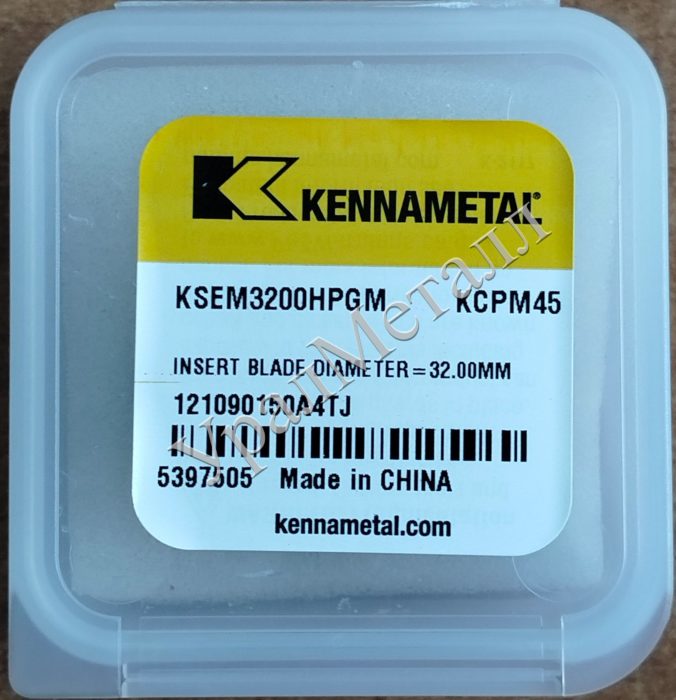 KENNAMETAL®
KSEM3200HPGM KCPM45
INSERT BLADE DIAMETER=32.00MM
121090150A4TJ
5397505 Made in CHINA
kennametal.com
УралМеталл